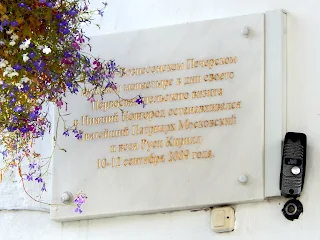 Вознесенском Печерском
монастыре в дни своего
Первосвятительского визита
в Нижний Новгород останавливался
Святейший Патриарх Московский
и всея Руси Кирилл
10-12 сентября 2009 года.